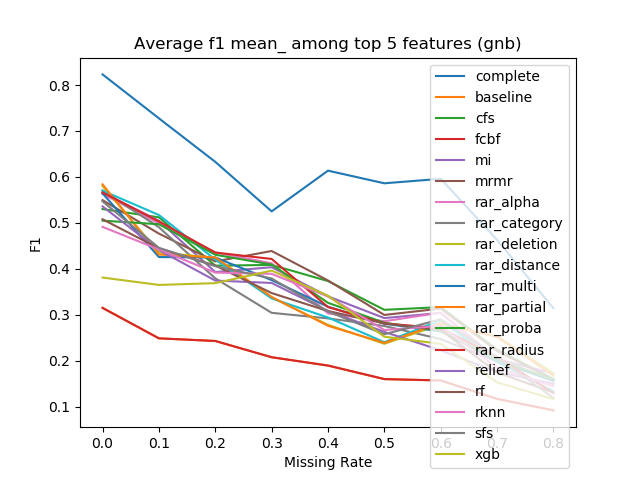 Average f1 mean_ among top 5 features (gnb)
F1
0.8
0.7
0.6
0.5
0.4
0.3
0.2
0.1
0.0 0.1 0.2 0.3 0.4 0.5 0.6 0.7 0.8
Missing Rate
complete
baseline
cfs
fcbf
mi
mrmr
rar_alpha
rar_category
rar_deletion
rar_distance
rar_multi
rar_partial
rar_proba
rar_radius
relief
rf
rknn
sfs
xgb